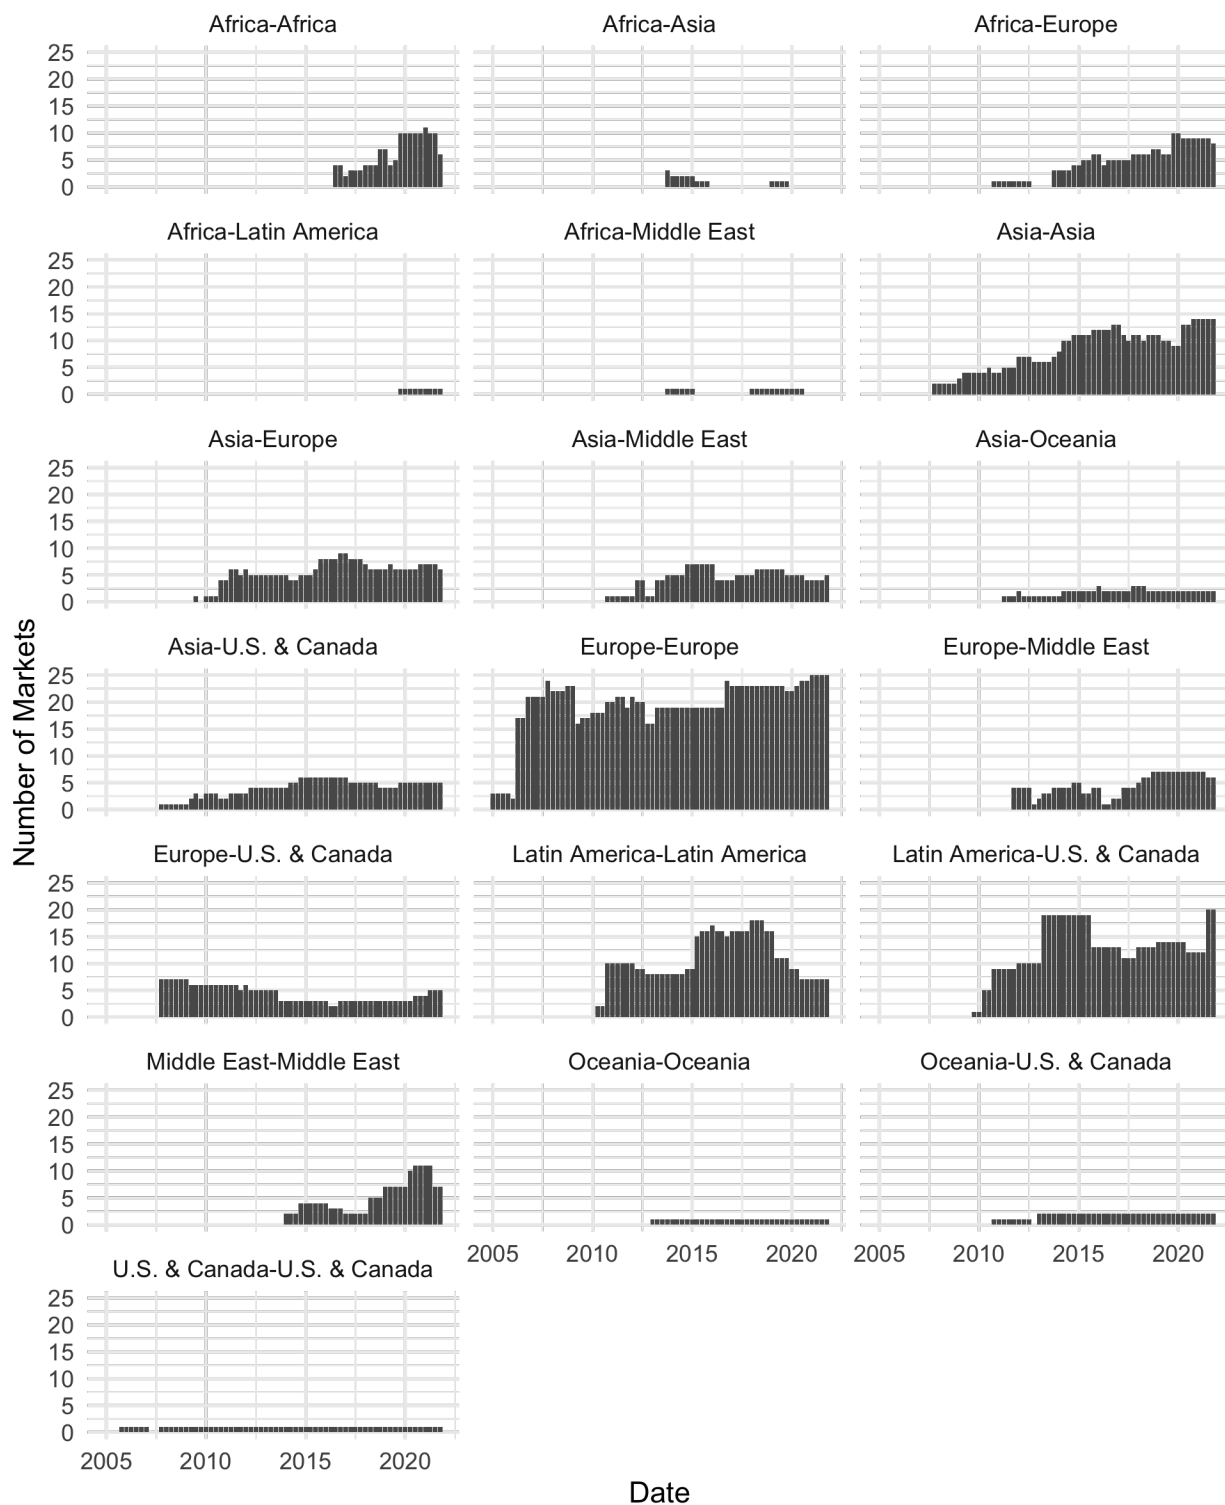 Africa-Africa
Africa-Asia
Africa-Europe
25
20
15
10
5
0
Africa-Latin America
Africa-Middle East
Asia-Asia
25
20
15
10
5
0
Asia-Europe
Asia-Middle East
Asia-Oceania
25
20
15
10
5
0
Number of Markets
Asia-U.S. & Canada
Europe-Europe
Europe-Middle East
25
20
15
10
5
0
Europe-U.S. & Canada
Latin America-Latin America
Latin America-U.S. & Canada
25
20
15
10
5
0
Middle East-Middle East
Oceania-Oceania
Oceania-U.S. & Canada
25
20
15
10
5
0
2005 2010 2015 2020
2005 2010 2015 2020
U.S. & Canada-U.S. & Canada
25
20
15
10
5
0
2005 2010 2015 2020
Date